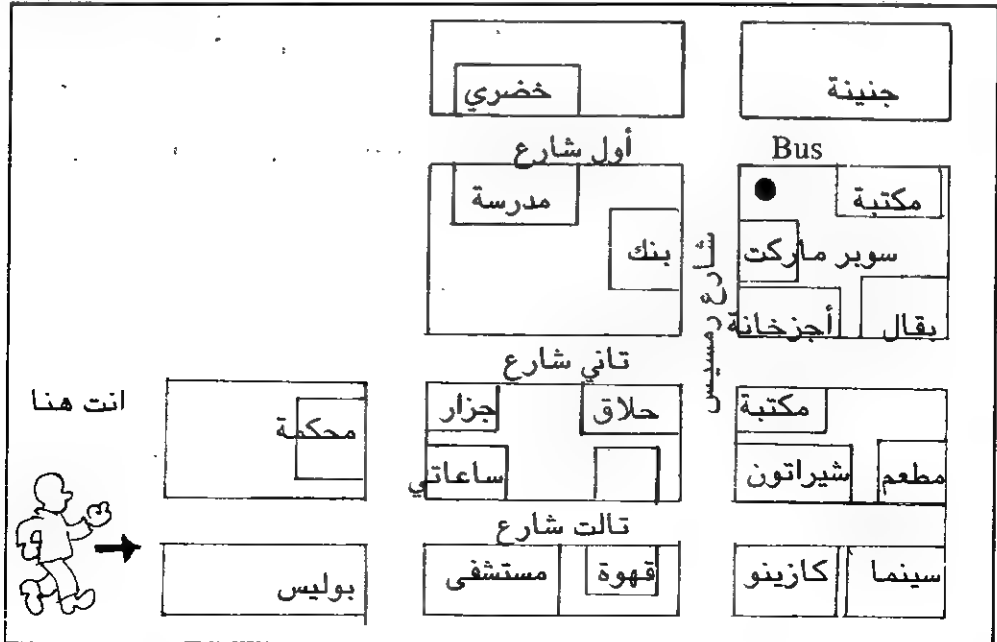 جنينة
خضري
أول شارع
Bus
مكتبة
مدرسة
سوبر ماركت
بنك
شارع رمسيس
بقال
أجزخانة
تاني شارع
انت هنا
مكتبة
حلاق
جزار
محكمة
مطعم
شيراتون
ساعاتي
تالت شارع
سينما
كازينو
قهوة
مستشفى
بوليس